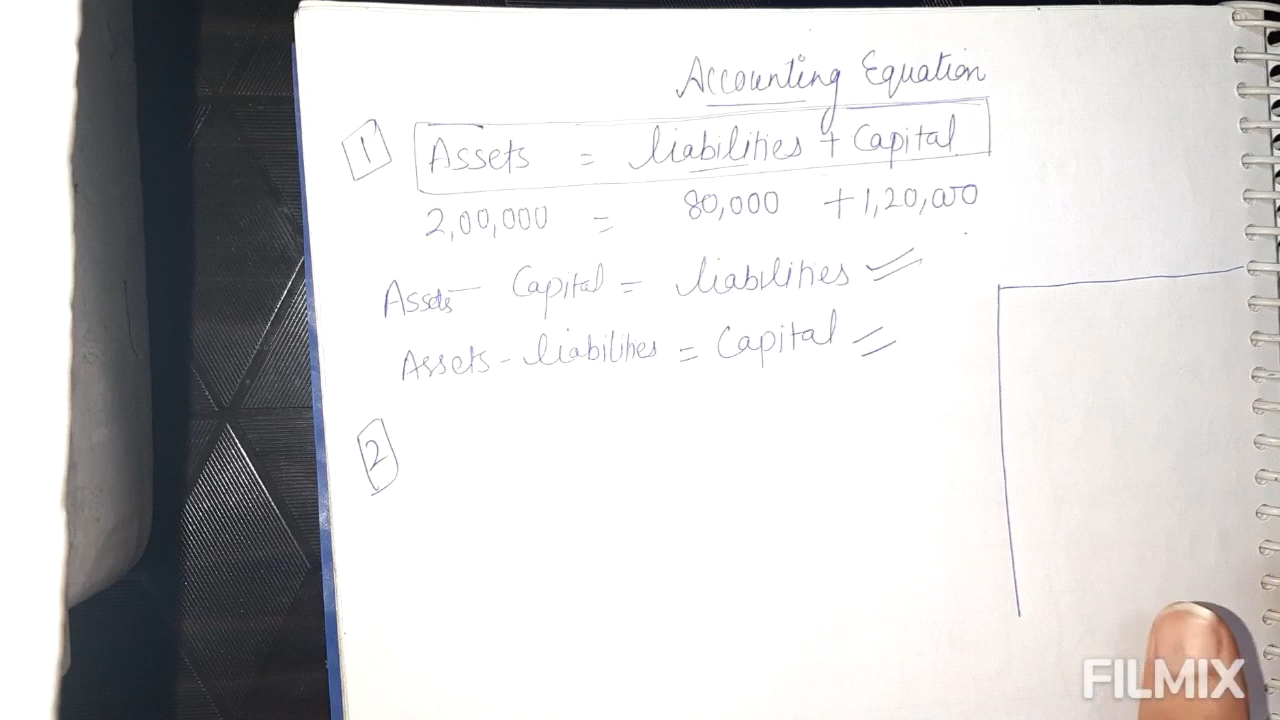 Accounting Equation
1 Assets = liabilities + Capital
2,00,000 = 80,000 + 1,20,000
Assets - Capital = liabilities
Assets - liabilities = Capital
2
FILMIX